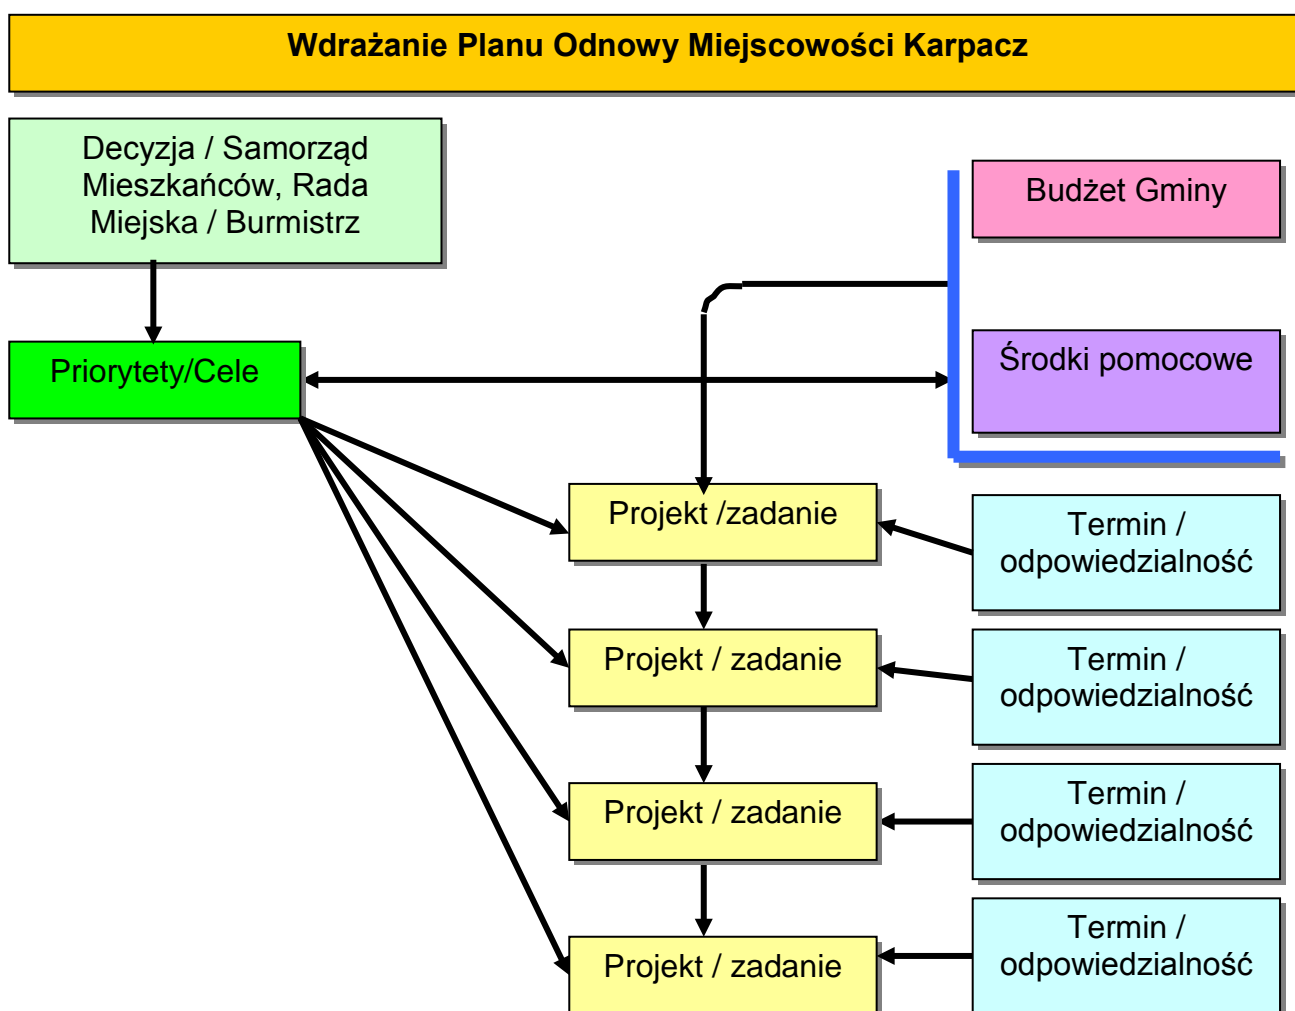 Wdrażanie Planu Odnowy Miejscowości Karpacz
Decyzja / Samorząd
Mieszkańców, Rada
Miejska / Burmistrz
Budżet Gminy
Priorytety/Cele
Środki pomocowe
Projekt /zadanie
Termin /
odpowiedzialność
Projekt / zadanie
Termin /
odpowiedzialność
Projekt / zadanie
Termin /
odpowiedzialność
Projekt / zadanie
Termin /
odpowiedzialność